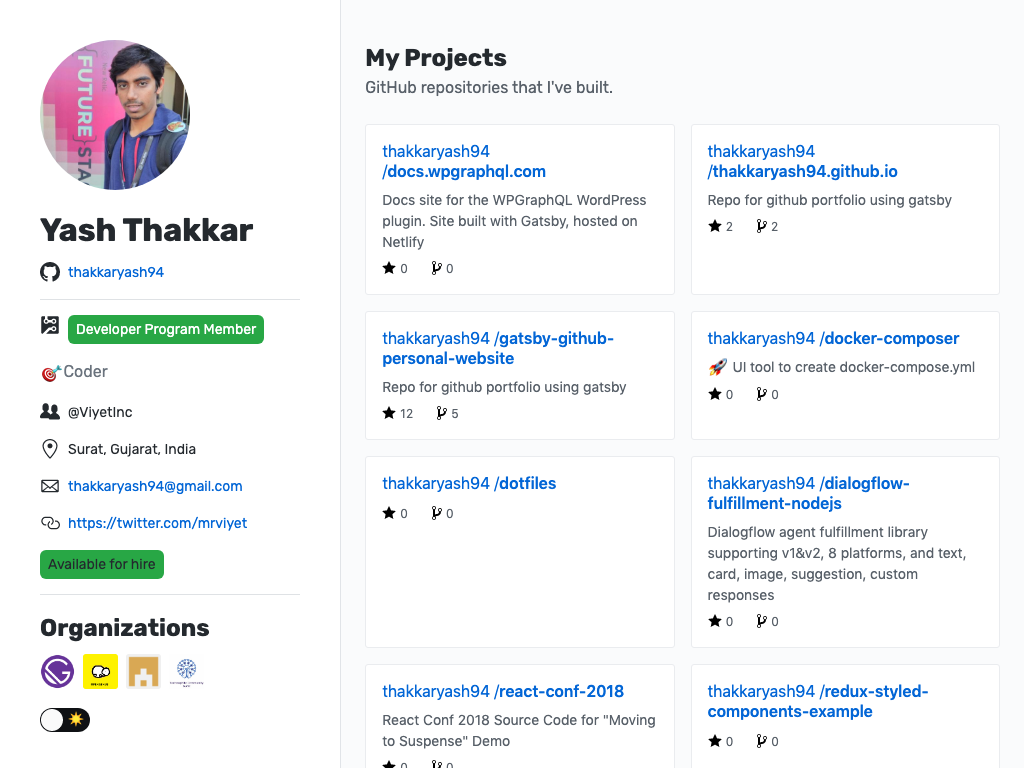 FUTURE STA
Yash Thakkar
thakkaryash94
Developer Program Member
Coder
@ViyetInc
Surat, Gujarat, India
thakkaryash94@gmail.com
https://twitter.com/mrviyet
Available for hire
Organizations
My Projects
GitHub repositories that I've built.
thakkaryash94
/docs.wpgraphql.com
Docs site for the WPGraphQL WordPress
plugin. Site built with Gatsby, hosted on
Netlify
0 0
thakkaryash94
/thakkaryash94.github.io
Repo for github portfolio using gatsby
2 2
thakkaryash94 /gatsby-github-
personal-website
Repo for github portfolio using gatsby
12 5
thakkaryash94 /docker-composer
🚀 UI tool to create docker-compose.yml
0 0
thakkaryash94 /dotfiles
0 0
thakkaryash94 /dialogflow-
fulfillment-nodejs
Dialogflow agent fulfillment library
supporting v1&v2, 8 platforms, and text,
card, image, suggestion, custom
responses
0 0
thakkaryash94 /react-conf-2018
React Conf 2018 Source Code for "Moving
to Suspense" Demo
0 0
thakkaryash94 /redux-styled-
components-example
0 0